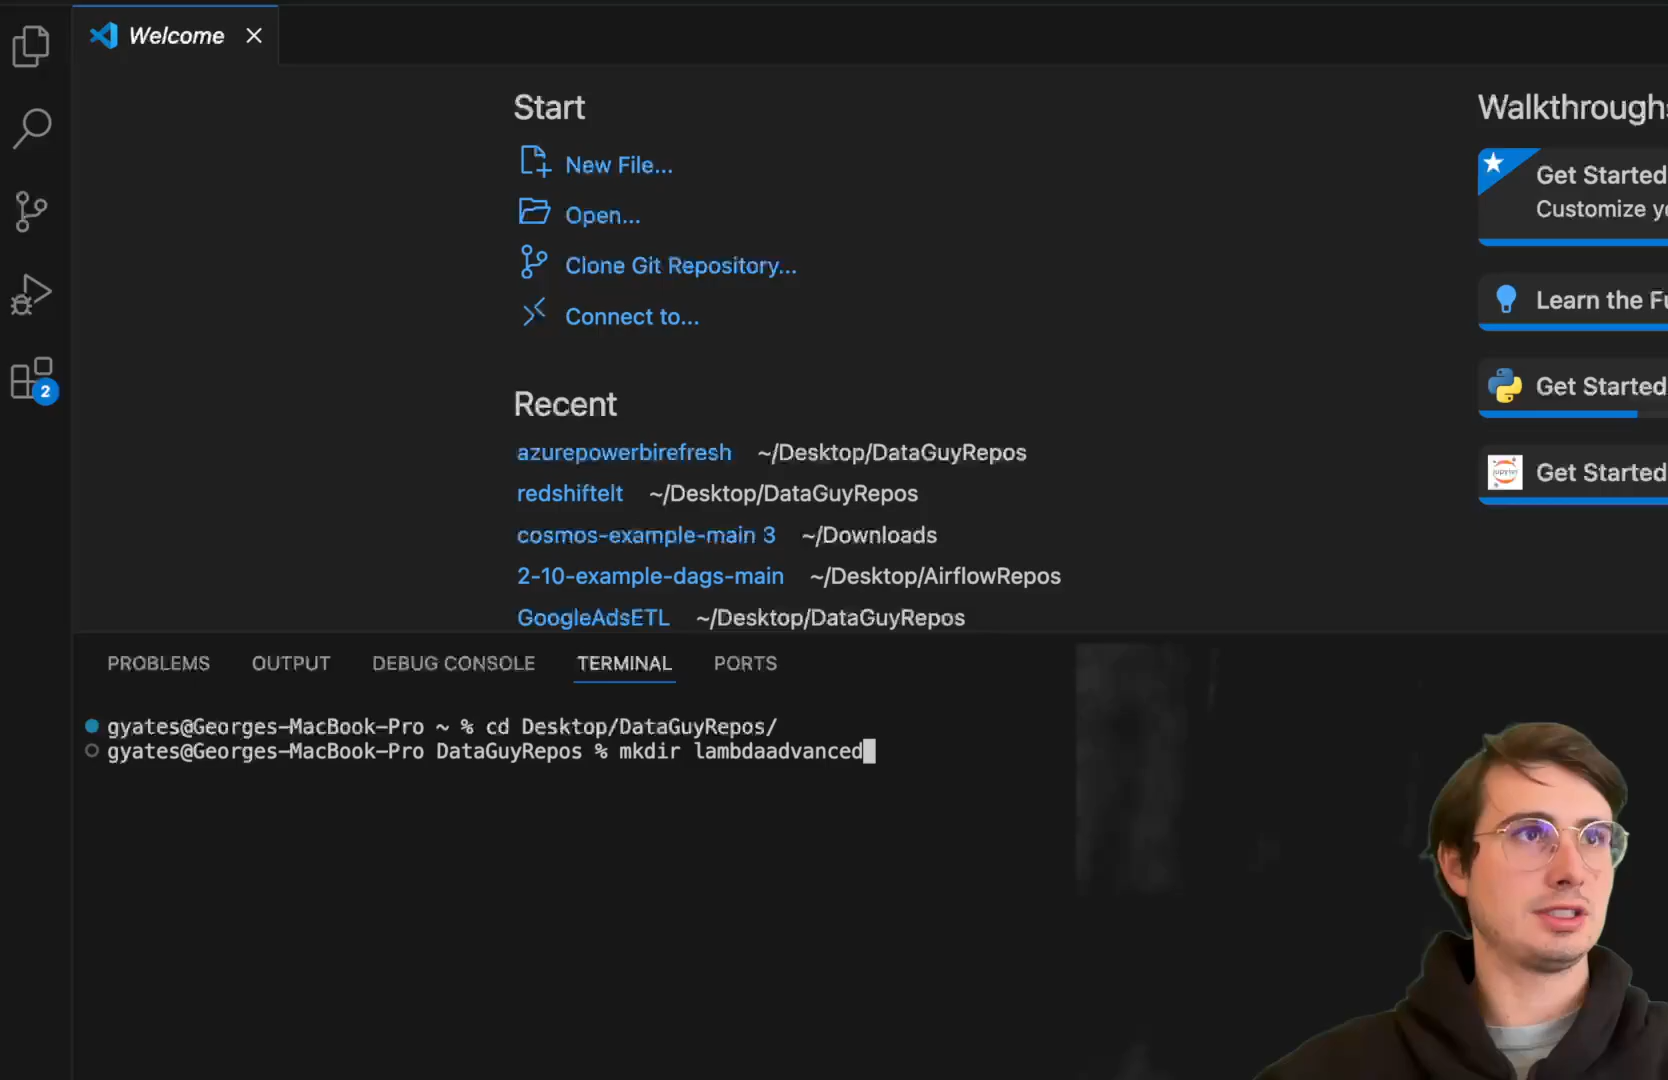 Welcome
Start
New File...
Open...
Clone Git Repository...
Connect to...
Recent
azurepowerbirefresh ~/Desktop/DataGuyRepos
redshiftelt ~/Desktop/DataGuyRepos
cosmos-example-main 3 ~/Downloads
2-10-example-dags-main ~/Desktop/AirflowRepos
GoogleAdsETL ~/Desktop/DataGuyRepos
Walkthroughs
Get Started
Customize yo
Learn the Fu
Get Started
jupyter
Get Started
2
PROBLEMS OUTPUT DEBUG CONSOLE TERMINAL PORTS
gyates@Georges-MacBook-Pro ~ % cd Desktop/DataGuyRepos/
gyates@Georges-MacBook-Pro DataGuyRepos % mkdir lambdaadvanced